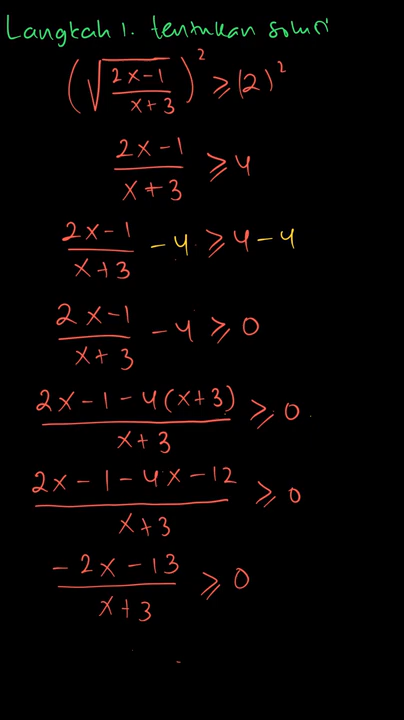 Langkah 1. tentukan solusi
(√((2x-1)/(x+3)))² ≥ (2)²
(2x-1)/(x+3) ≥ 4
(2x-1)/(x+3) - 4 ≥ 4 - 4
(2x-1)/(x+3) - 4 ≥ 0
(2x-1-4(x+3))/(x+3) ≥ 0
(2x-1-4x-12)/(x+3) ≥ 0
(-2x-13)/(x+3) ≥ 0